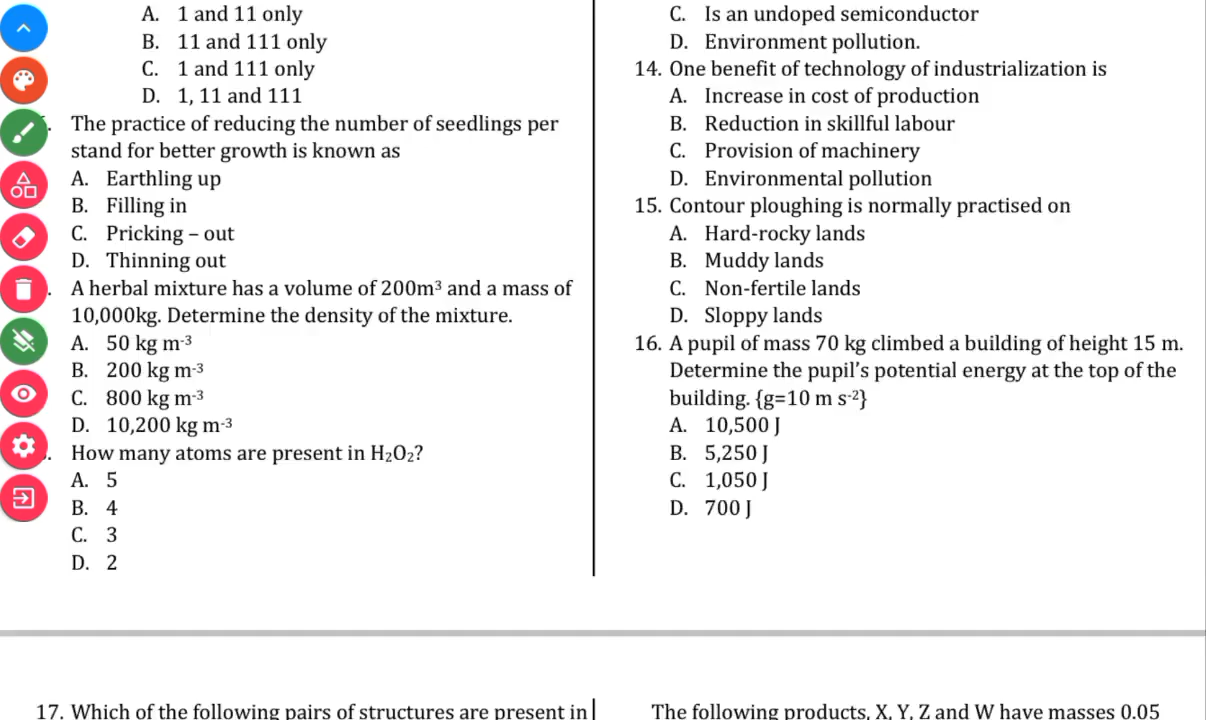 A. 1 and 11 only
B. 11 and 111 only
C. 1 and 111 only
D. 1, 11 and 111
. The practice of reducing the number of seedlings per
stand for better growth is known as
A. Earthling up
B. Filling in
C. Pricking – out
D. Thinning out
. A herbal mixture has a volume of 200m³ and a mass of
10,000kg. Determine the density of the mixture.
A. 50 kg m⁻³
B. 200 kg m⁻³
C. 800 kg m⁻³
D. 10,200 kg m⁻³
. How many atoms are present in H₂O₂?
A. 5
B. 4
C. 3
D. 2
C. Is an undoped semiconductor
D. Environment pollution.
14. One benefit of technology of industrialization is
A. Increase in cost of production
B. Reduction in skillful labour
C. Provision of machinery
D. Environmental pollution
15. Contour ploughing is normally practised on
A. Hard-rocky lands
B. Muddy lands
C. Non-fertile lands
D. Sloppy lands
16. A pupil of mass 70 kg climbed a building of height 15 m.
Determine the pupil’s potential energy at the top of the
building. {g=10 m s⁻²}
A. 10,500 J
B. 5,250 J
C. 1,050 J
D. 700 J
17. Which of the following pairs of structures are present in
The following products, X, Y, Z and W have masses 0.05